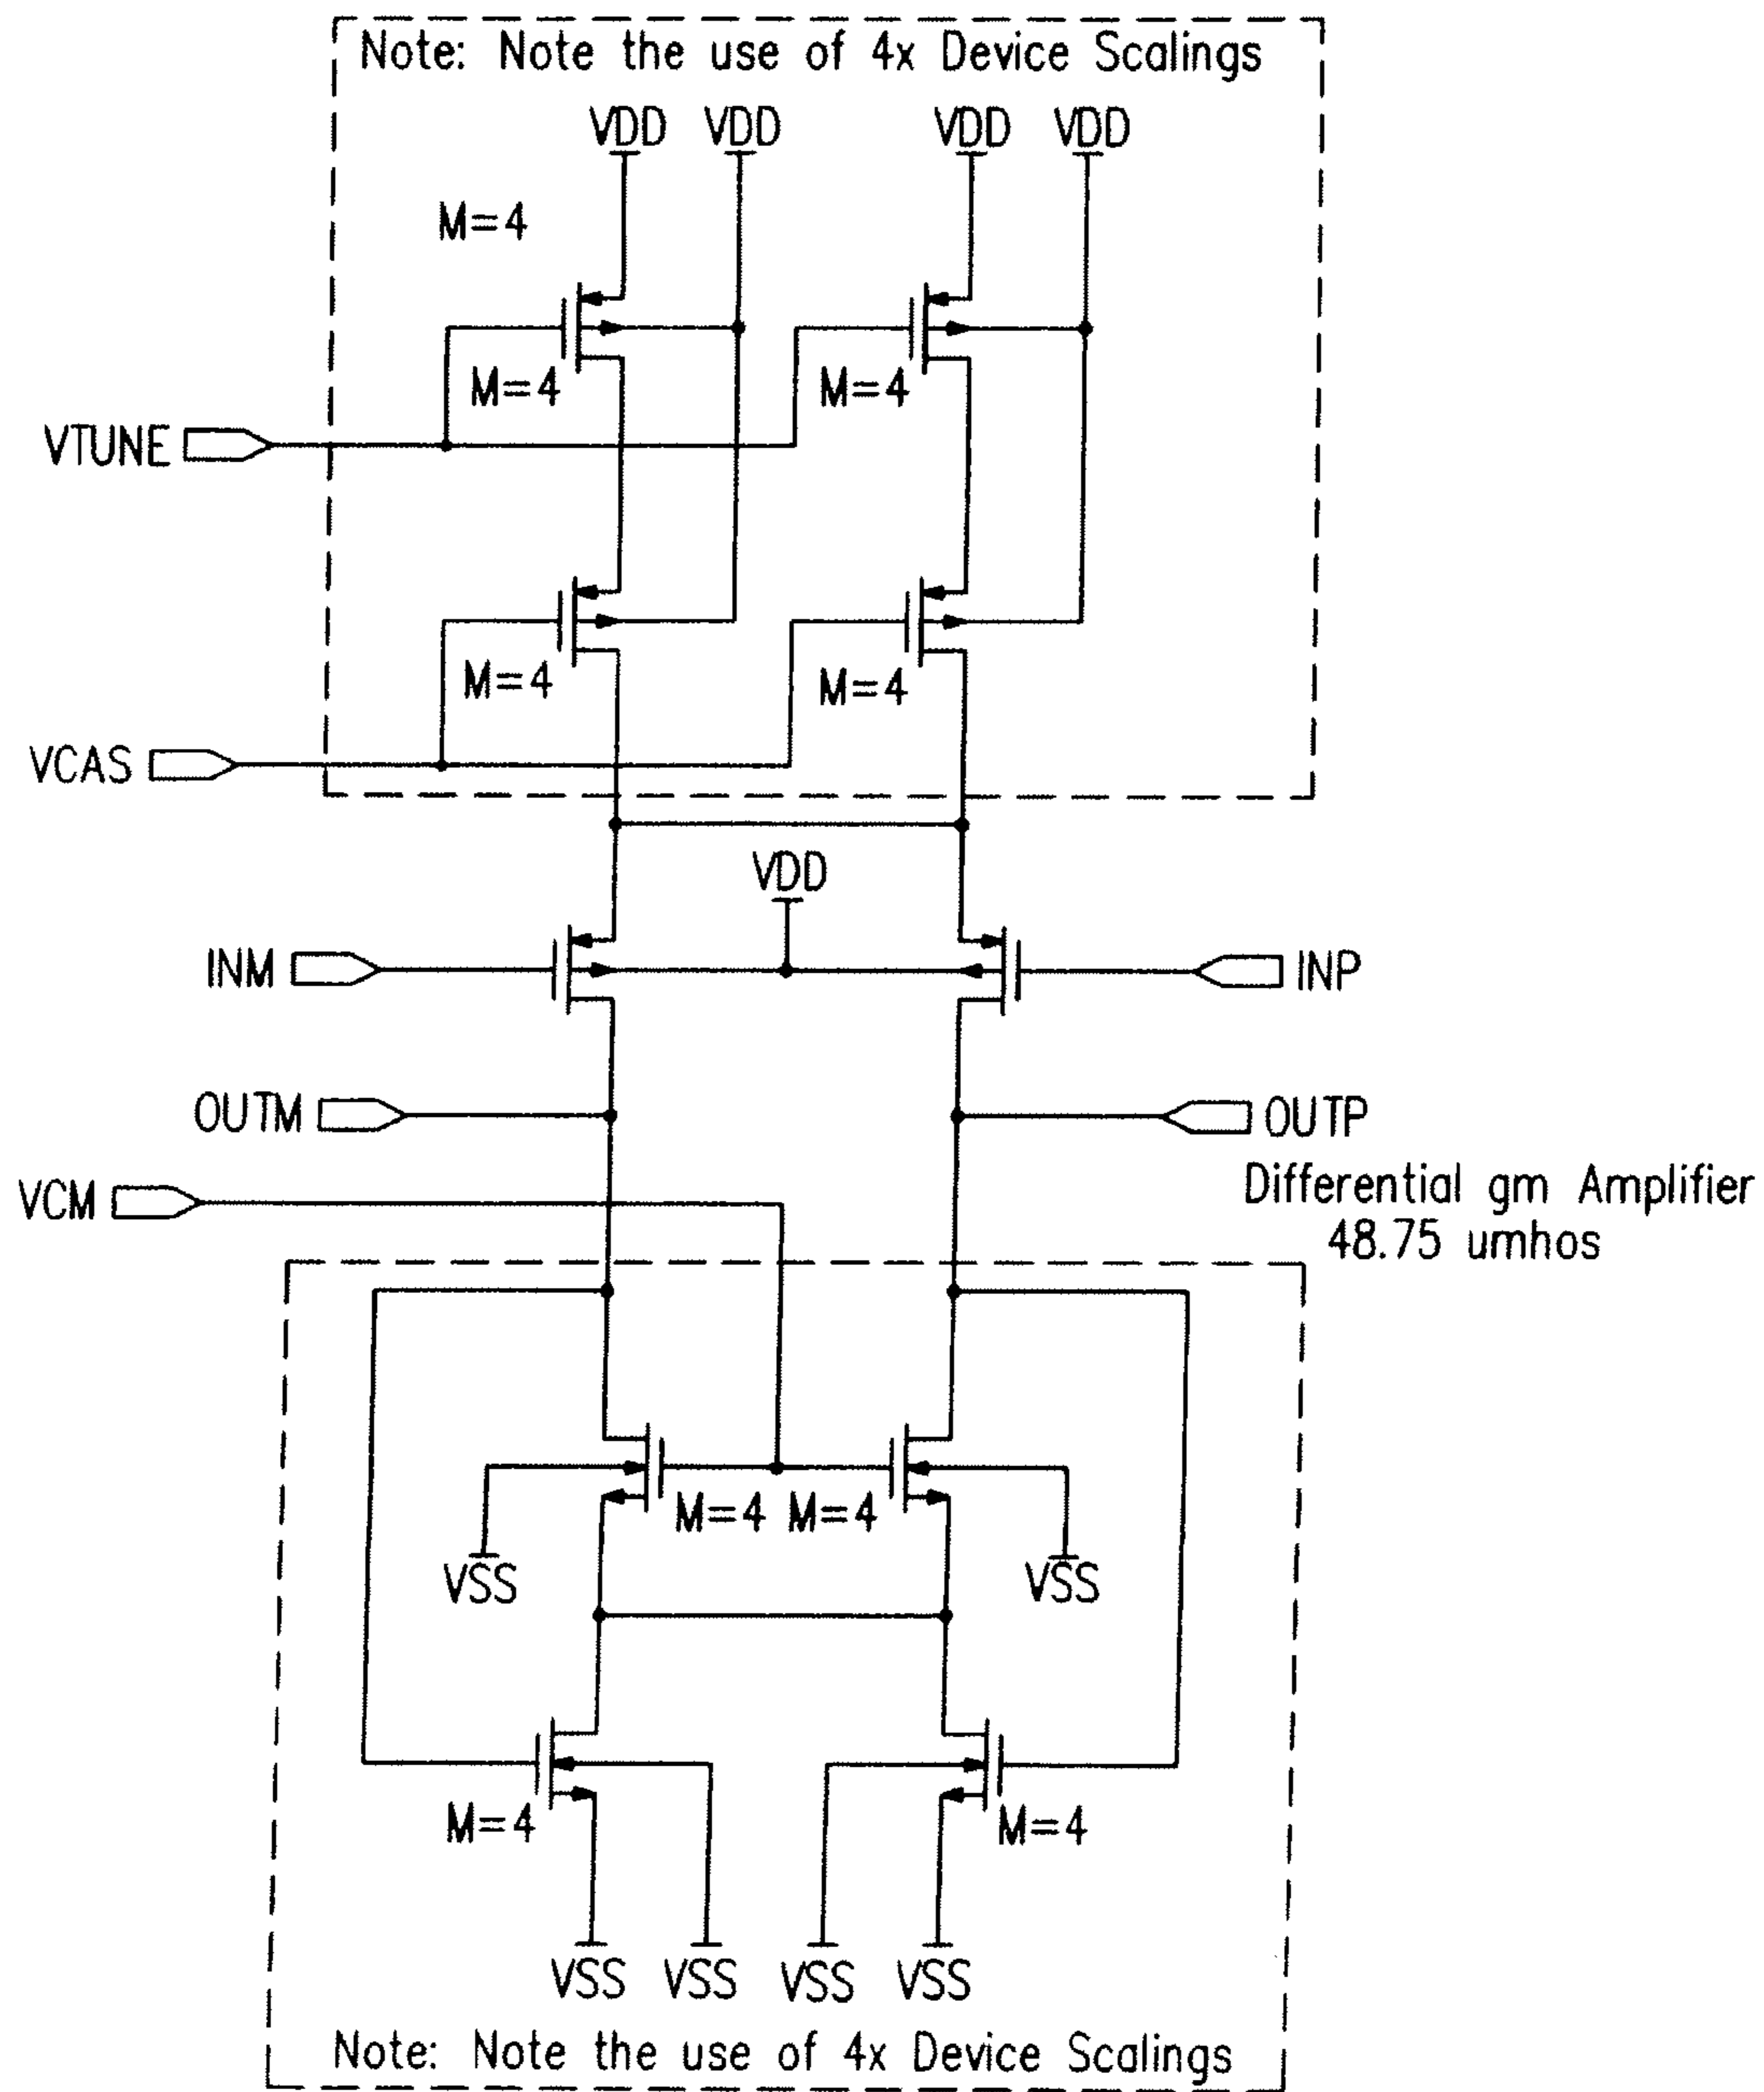 Note: Note the use of 4x Device Scalings
VDD VDD VDD VDD
M=4
M=4 M=4
VTUNE
M=4 M=4
VCAS
VDD
INM INP
OUTM OUTP
VCM
Differential gm Amplifier
48.75 umhos
M=4 M=4
VSS VSS
M=4 M=4
VSS VSS VSS VSS
Note: Note the use of 4x Device Scalings